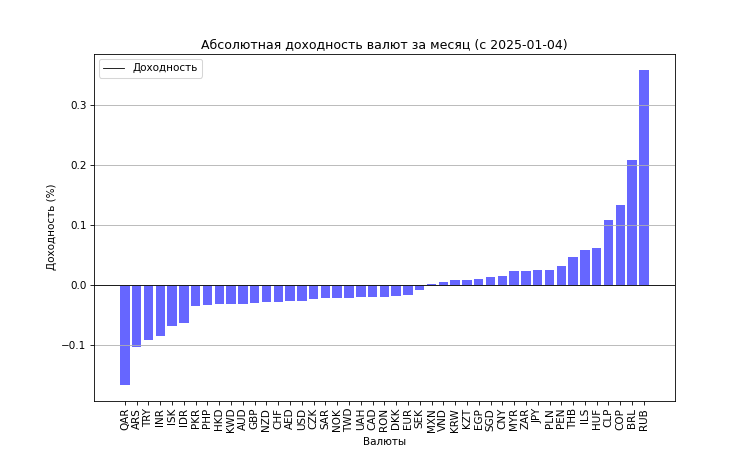 Абсолютная доходность валют за месяц (с 2025-01-04)
Доходность
0.3
0.2
0.1
0.0
−0.1
Доходность (%)
QAR ARS TRY INR ISK IDR PKR PHP HKD KWD AUD GBP NZD CHF AED USD CZK SAR NOK TWD UAH CAD RON DKK EUR SEK MXN VND KRW KZT EGP SGD CNY MYR ZAR JPY PLN PEN THB ILS HUF CLP COP BRL RUB
Валюты